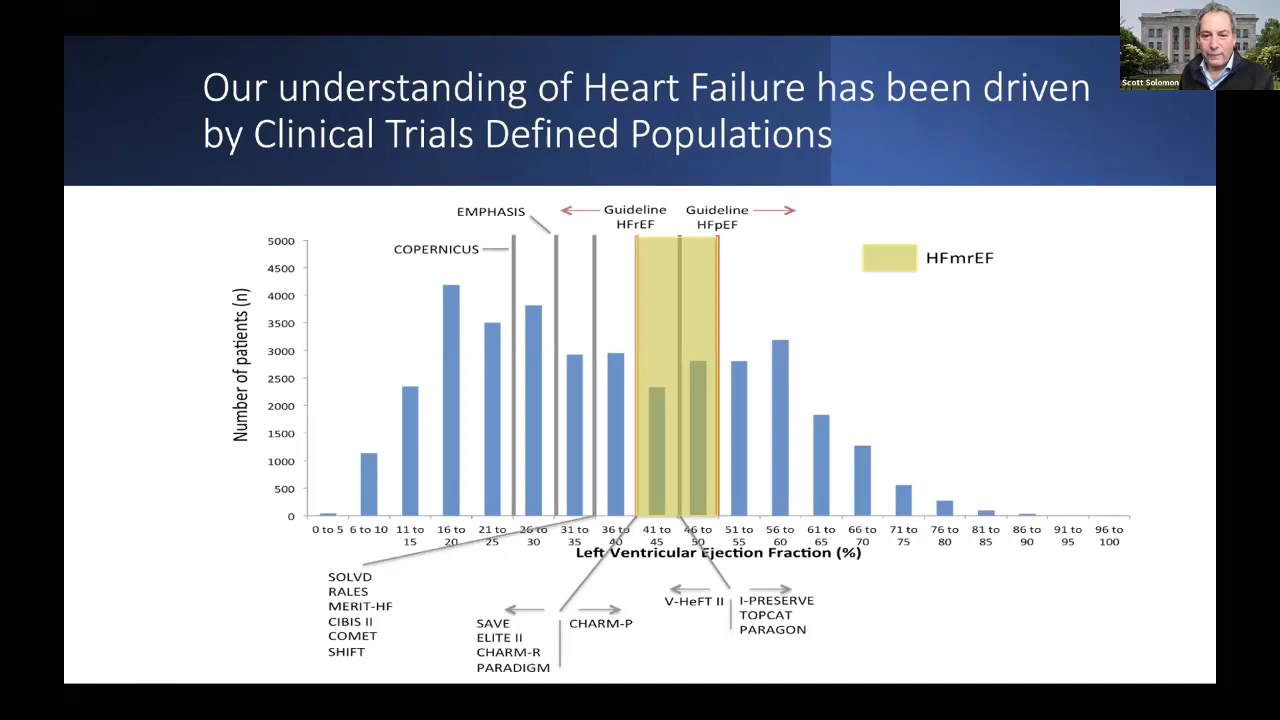 Scott Solomon
Our understanding of Heart Failure has been driven
by Clinical Trials Defined Populations
EMPHASIS
COPERNICUS
Guideline
HFrEF
Guideline
HFpEF
HFmrEF
Number of patients (n)
5000
4500
4000
3500
3000
2500
2000
1500
1000
500
0
0 to 5
6 to 10
11 to
15
16 to
20
21 to
25
26 to
30
31 to
35
36 to
40
41 to
45
46 to
50
51 to
55
56 to
60
61 to
65
66 to
70
71 to
75
76 to
80
81 to
85
86 to
90
91 to
95
96 to
100
Left Ventricular Ejection Fraction (%)
SOLVD
RALES
MERIT-HF
CIBIS II
COMET
SHIFT
SAVE
ELITE II
CHARM-R
PARADIGM
CHARM-P
V-HeFT II
I-PRESERVE
TOPCAT
PARAGON